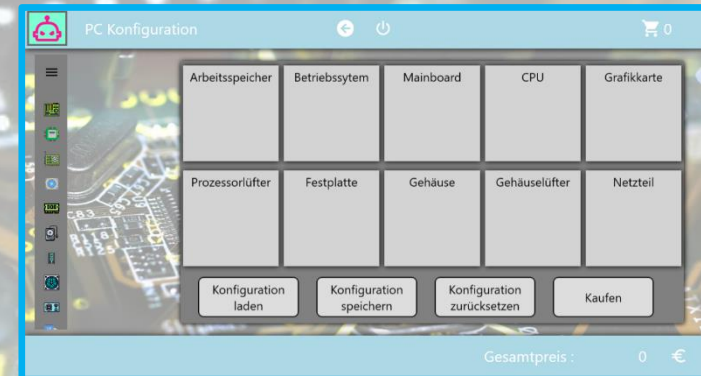 PC Konfiguration
0
Arbeitsspeicher Betriebssytem Mainboard CPU Grafikkarte
Prozessorlüfter Festplatte Gehäuse Gehäuselüfter Netzteil
Konfiguration laden
Konfiguration speichern
Konfiguration zurücksetzen
Kaufen
Gesamtpreis : 0 €